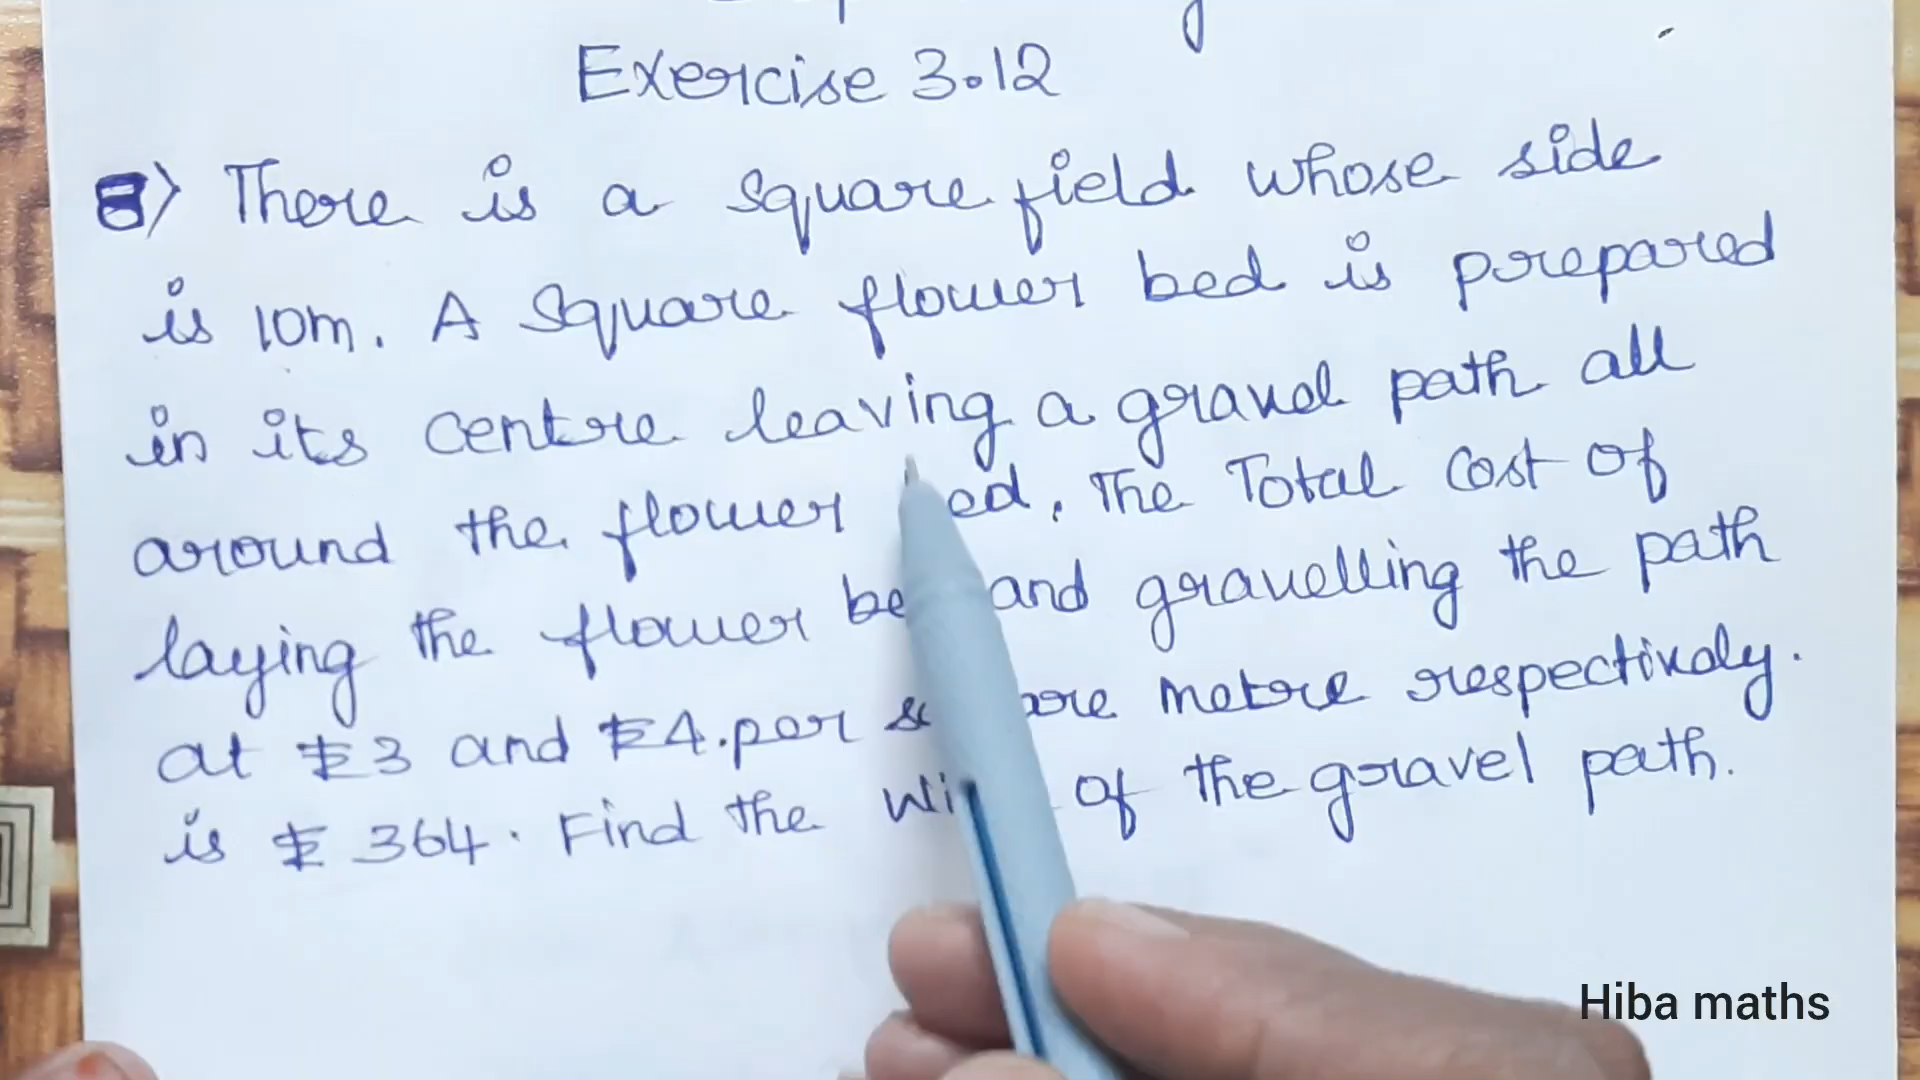 Exercise 3.12
8) There is a square field whose side
is 10m. A square flower bed is prepared
in its centre leaving a gravel path all
around the flower ed. The Total cost of
laying the flower be and gravelling the path
at ₹3 and ₹4.per metre respectively.
is ₹ 364. Find the of the gravel path.
Hiba maths